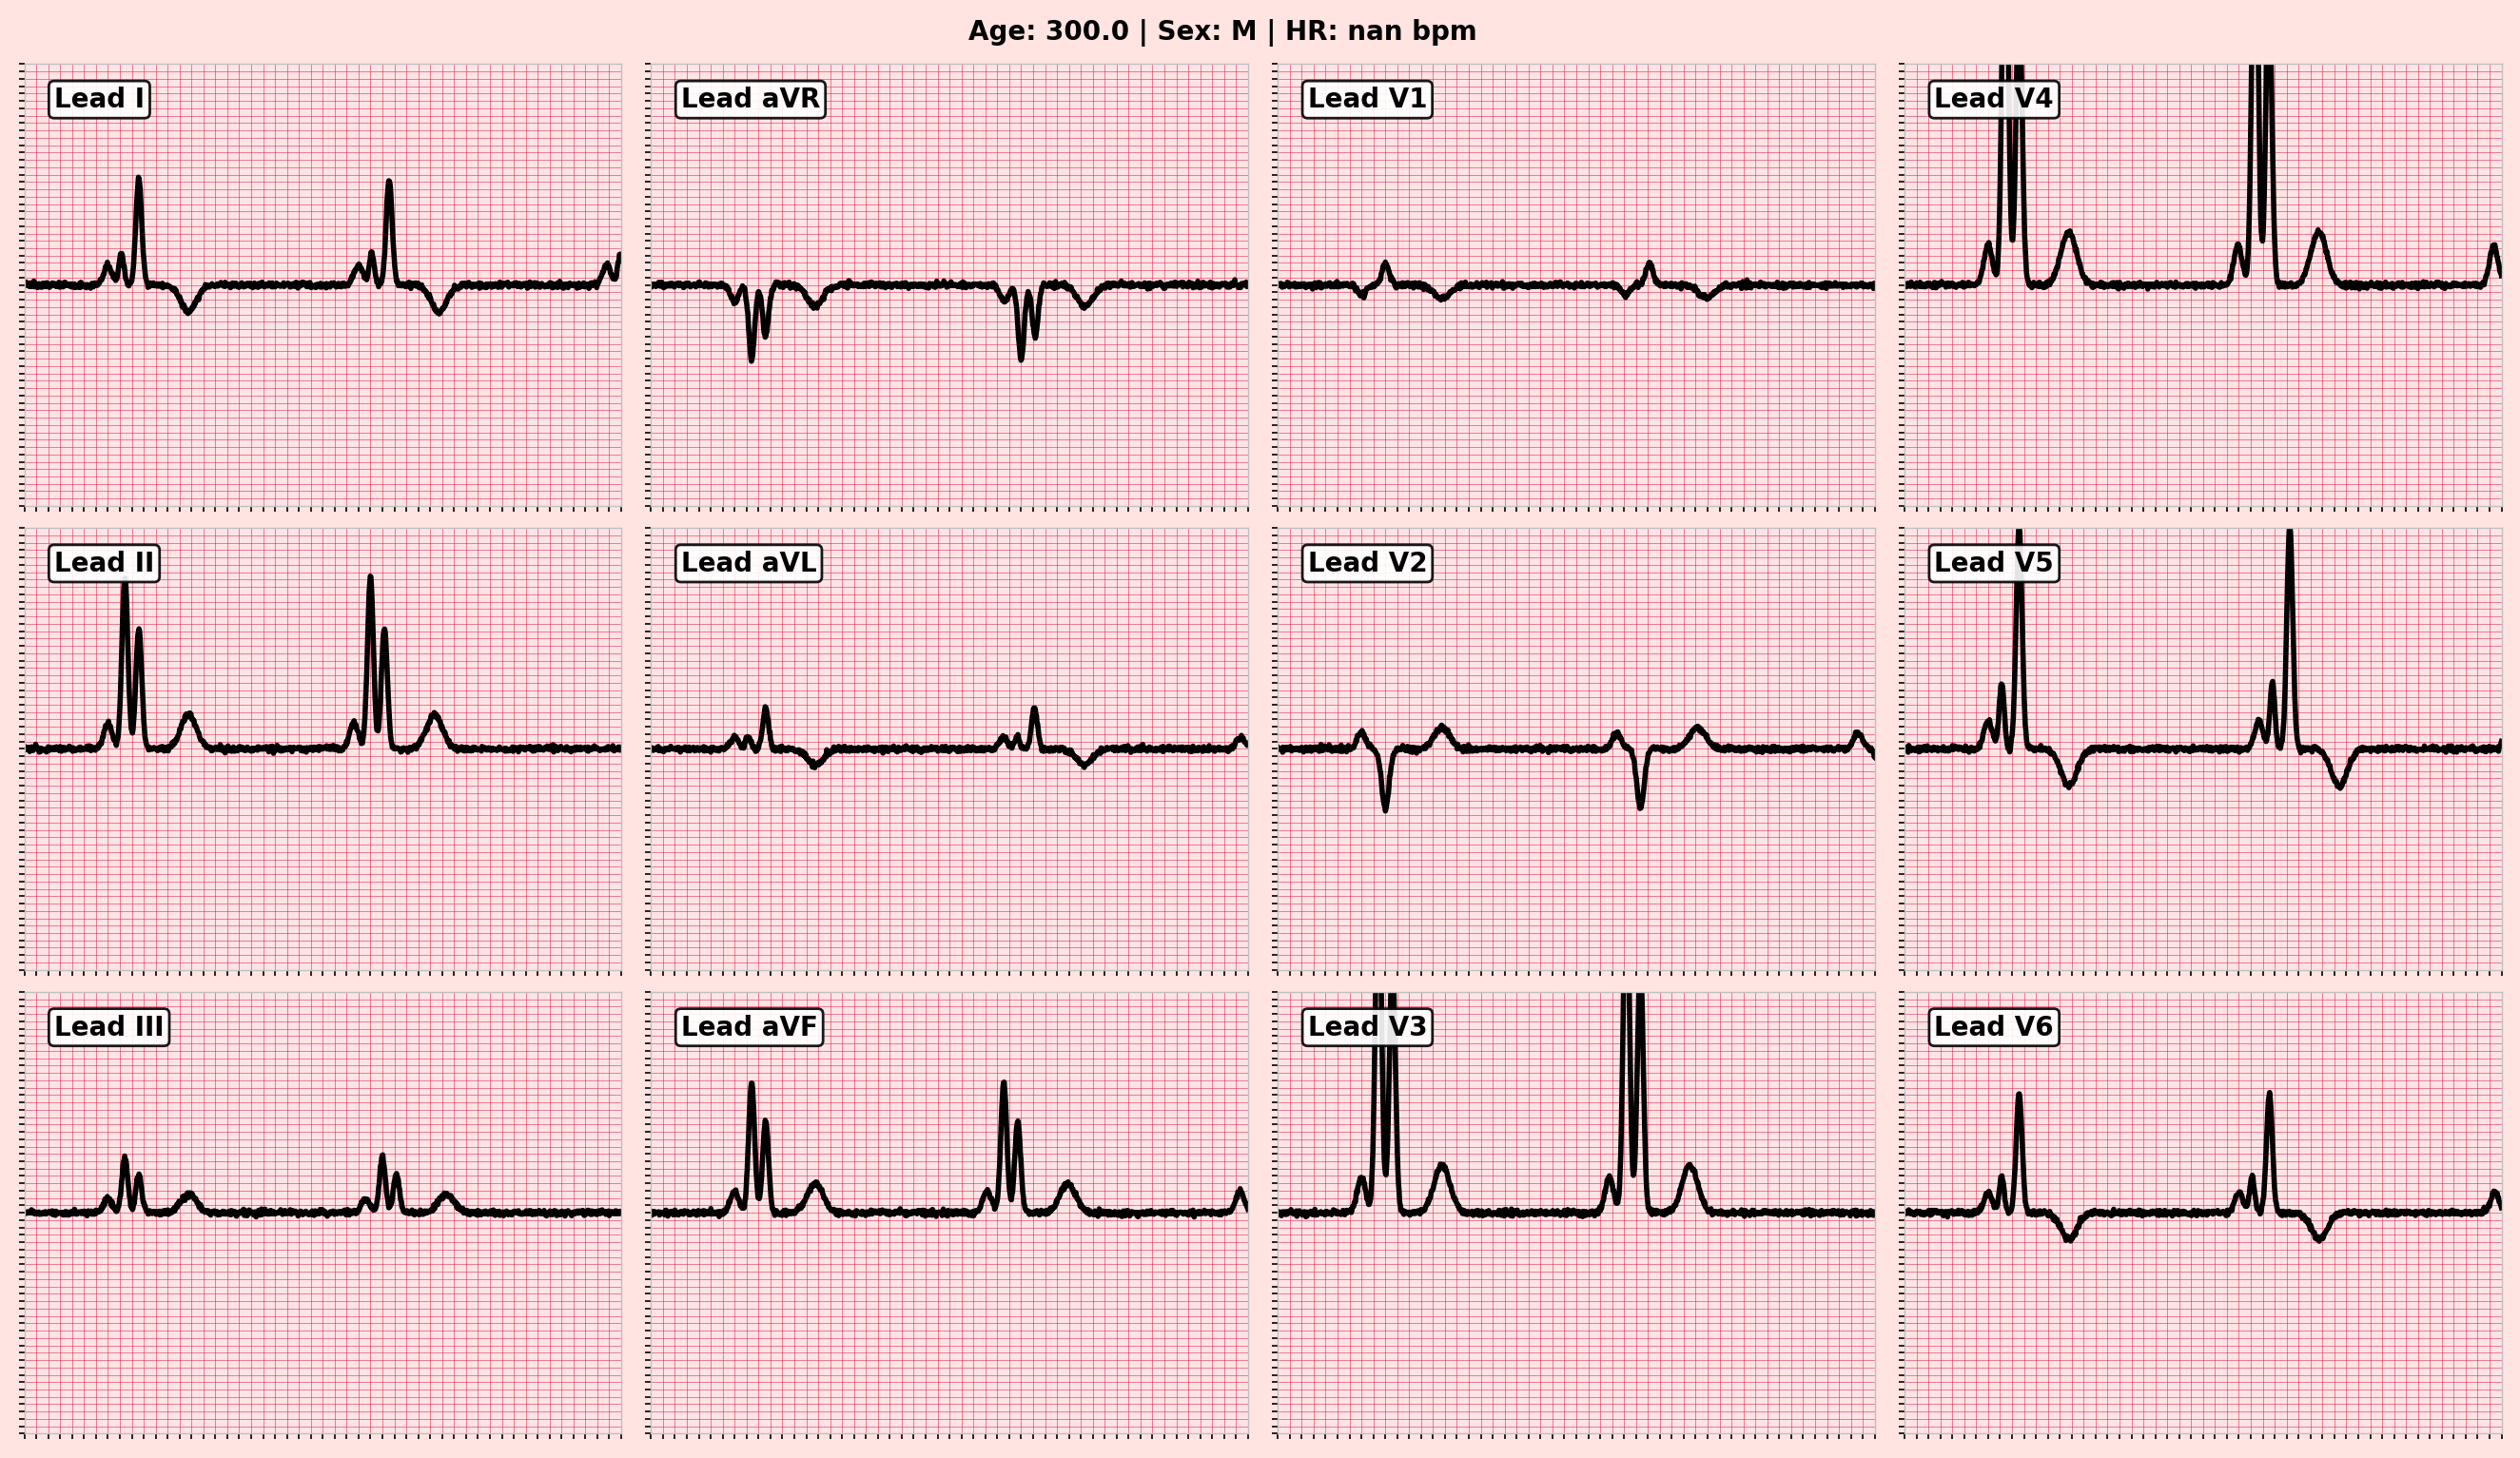 Age: 300.0 | Sex: M | HR: nan bpm
Lead I
Lead aVR
Lead V1
Lead V4
Lead II
Lead aVL
Lead V2
Lead V5
Lead III
Lead aVF
Lead V3
Lead V6